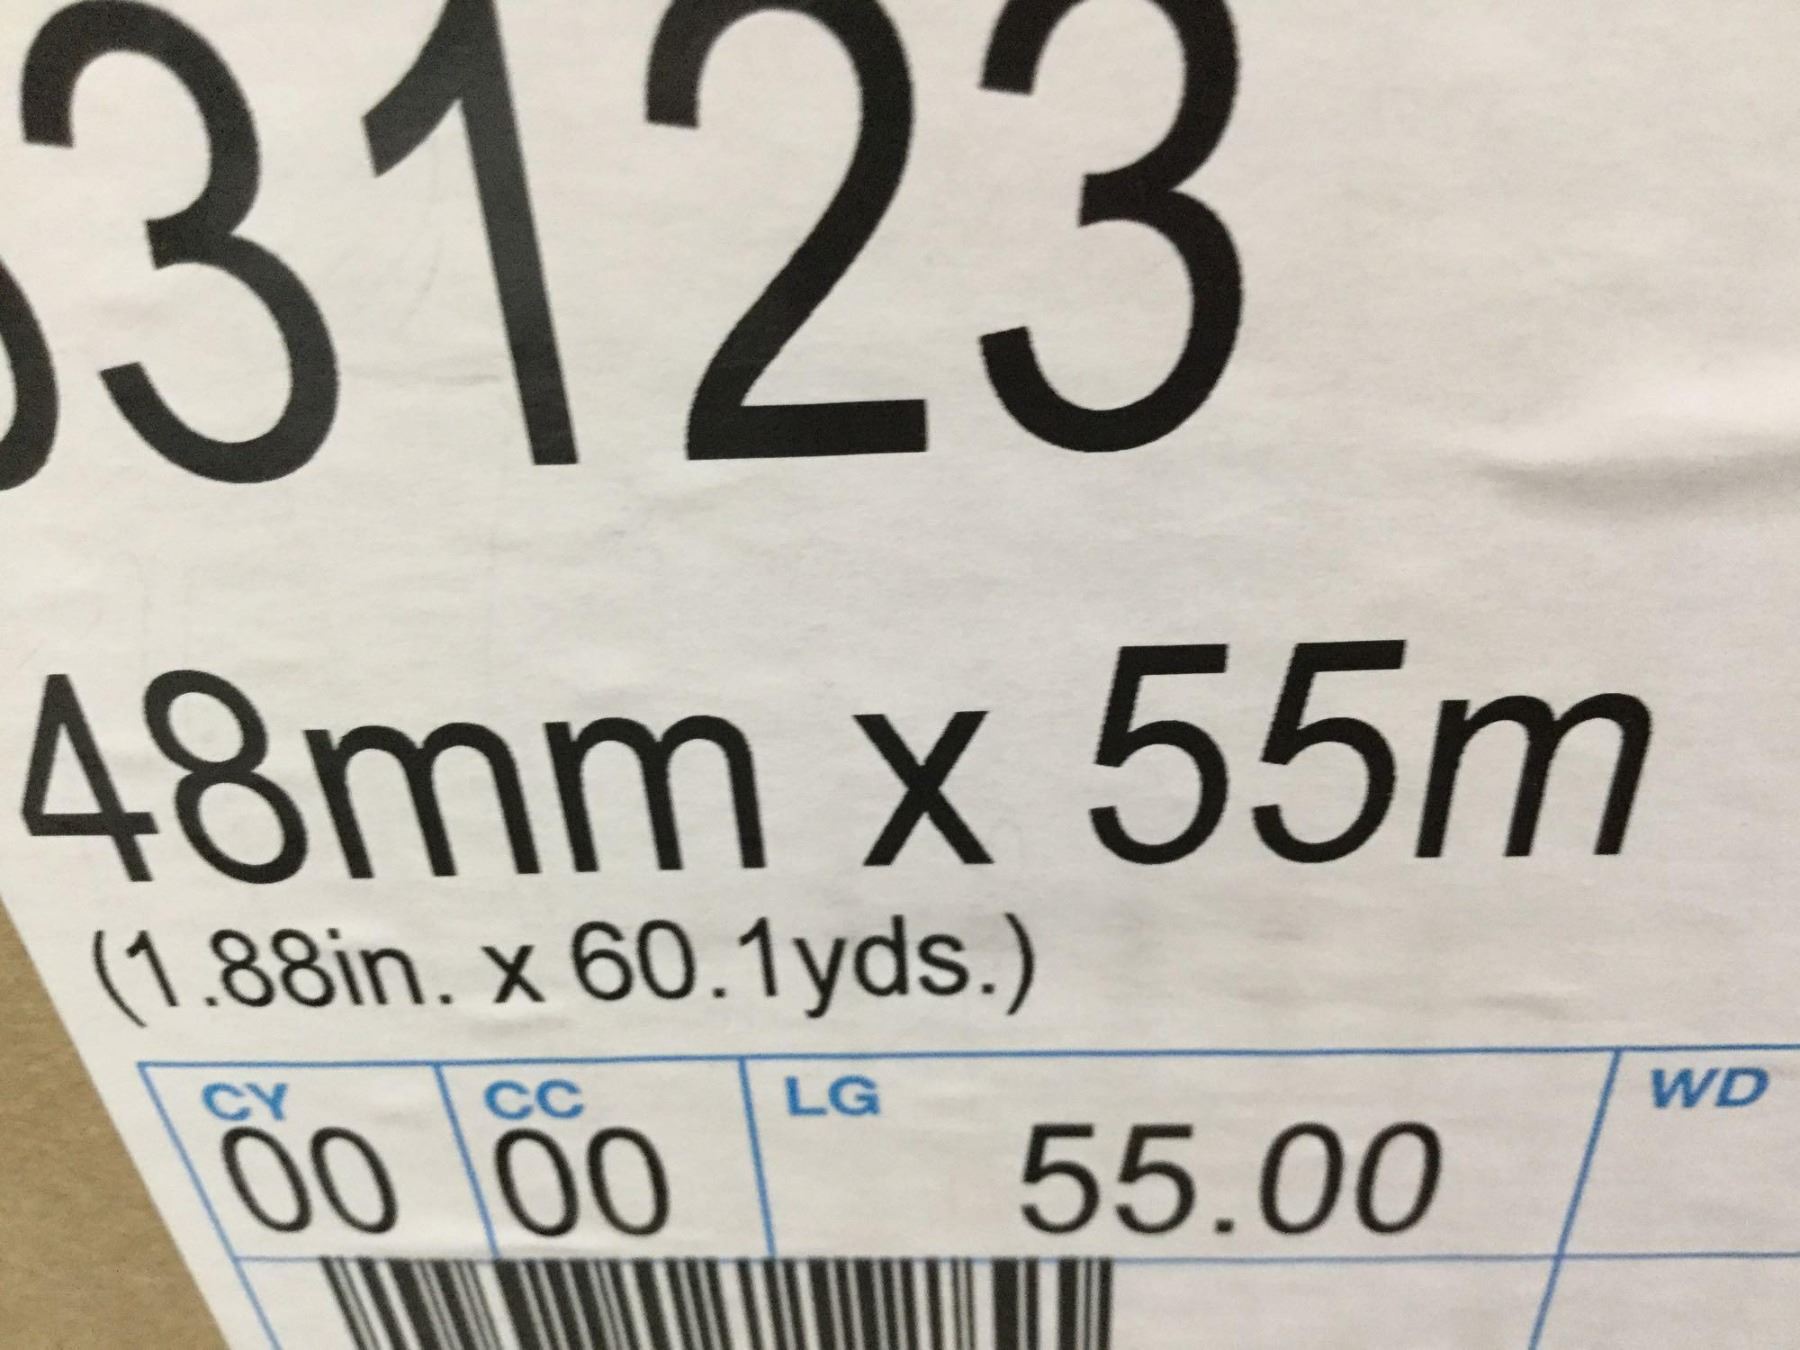 3123
48mm x 55m
(1.88in. x 60.1yds.)
CY CC LG WD
00 00 55.00